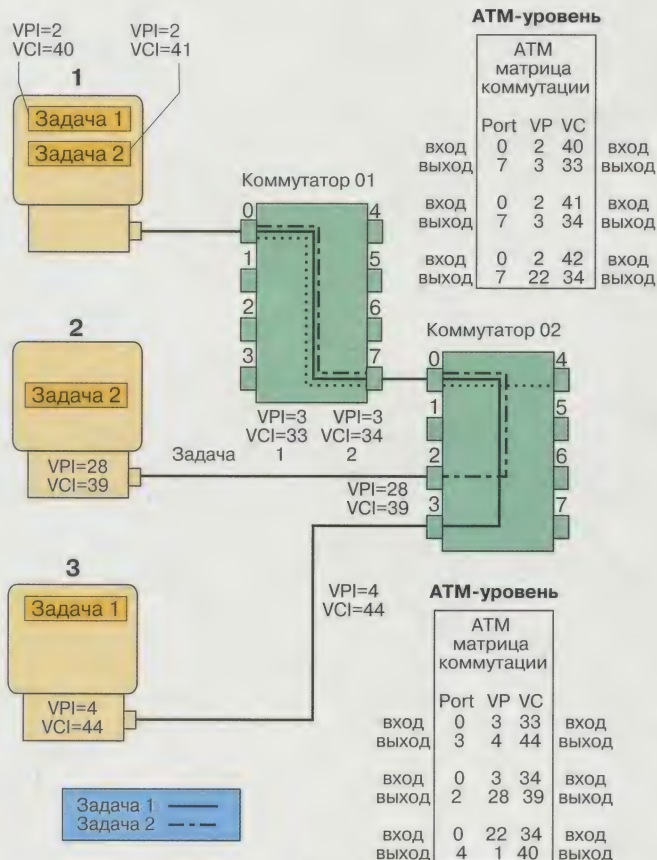 VPI=2
VCI=40
VPI=2
VCI=41
1
Задача 1
Задача 2
АТМ-уровень
АТМ
матрица
коммутации
Port VP VC
вход 0 2 40 вход
выход 7 3 33 выход
вход 0 2 41 вход
выход 7 3 34 выход
вход 0 2 42 вход
выход 7 22 34 выход
Коммутатор 01
0 4
1 5
2 6
3 7
VPI=3 VPI=3
VCI=33 VCI=34
Задача 1 2
2
Задача 2
VPI=28
VCI=39
Коммутатор 02
0 4
1 5
2 6
3 7
VPI=28
VCI=39
3
Задача 1
VPI=4
VCI=44
VPI=4
VCI=44
АТМ-уровень
АТМ
матрица
коммутации
Port VP VC
вход 0 3 33 вход
выход 3 4 44 выход
вход 0 3 34 вход
выход 2 28 39 выход
вход 0 22 34 вход
выход 4 1 40 выход
Задача 1
Задача 2